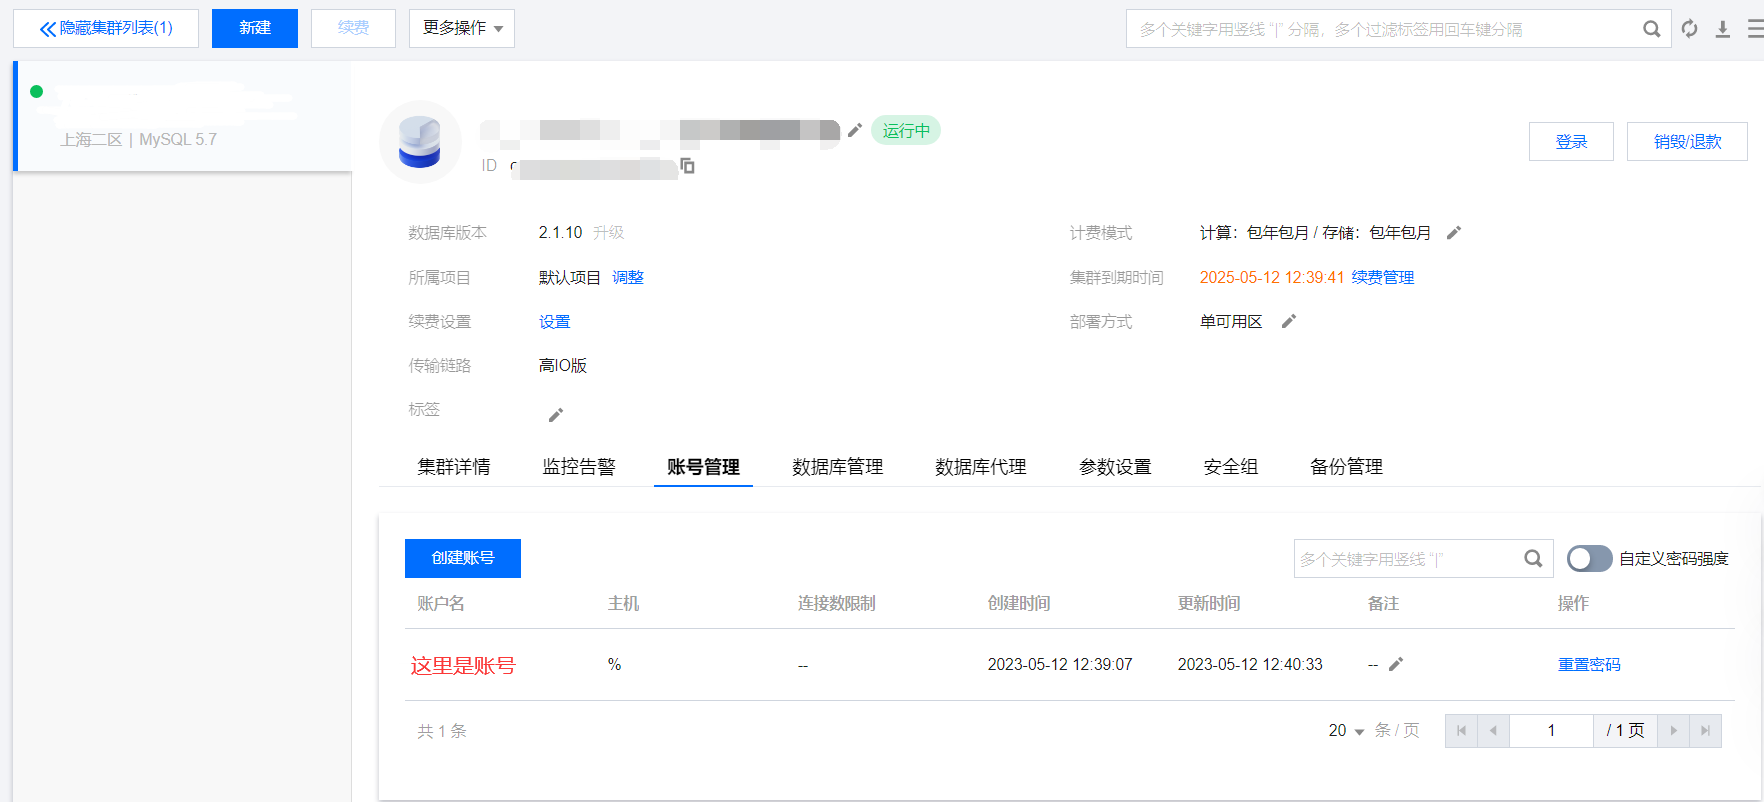 隐藏集群列表(1) 新建 续费 更多操作 多个关键字用竖线 “|” 分隔，多个过滤标签用回车键分隔
上海二区 | MySQL 5.7
运行中
登录 销毁/退款
ID
数据库版本 2.1.10 升级 计费模式 计算：包年包月 / 存储：包年包月
所属项目 默认项目 调整 集群到期时间 2025-05-12 12:39:41 续费管理
续费设置 设置 部署方式 单可用区
传输链路 高IO版
标签
集群详情 监控告警 账号管理 数据库管理 数据库代理 参数设置 安全组 备份管理
创建账号 多个关键字用竖线 “|” 自定义密码强度
账户名 主机 连接数限制 创建时间 更新时间 备注 操作
这里是账号 % -- 2023-05-12 12:39:07 2023-05-12 12:40:33 -- 重置密码
共 1 条 20 条 / 页 1 / 1 页